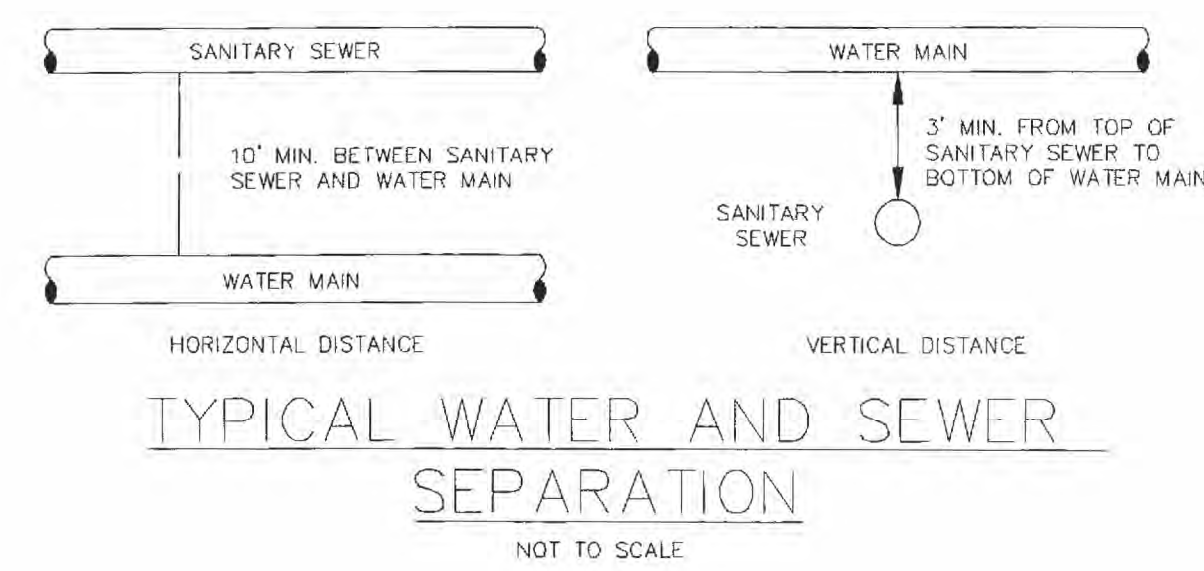 SANITARY SEWER
10' MIN. BETWEEN SANITARY
SEWER AND WATER MAIN
WATER MAIN
HORIZONTAL DISTANCE
WATER MAIN
3' MIN. FROM TOP OF
SANITARY SEWER TO
BOTTOM OF WATER MAIN
SANITARY
SEWER
VERTICAL DISTANCE
TYPICAL WATER AND SEWER
SEPARATION
NOT TO SCALE